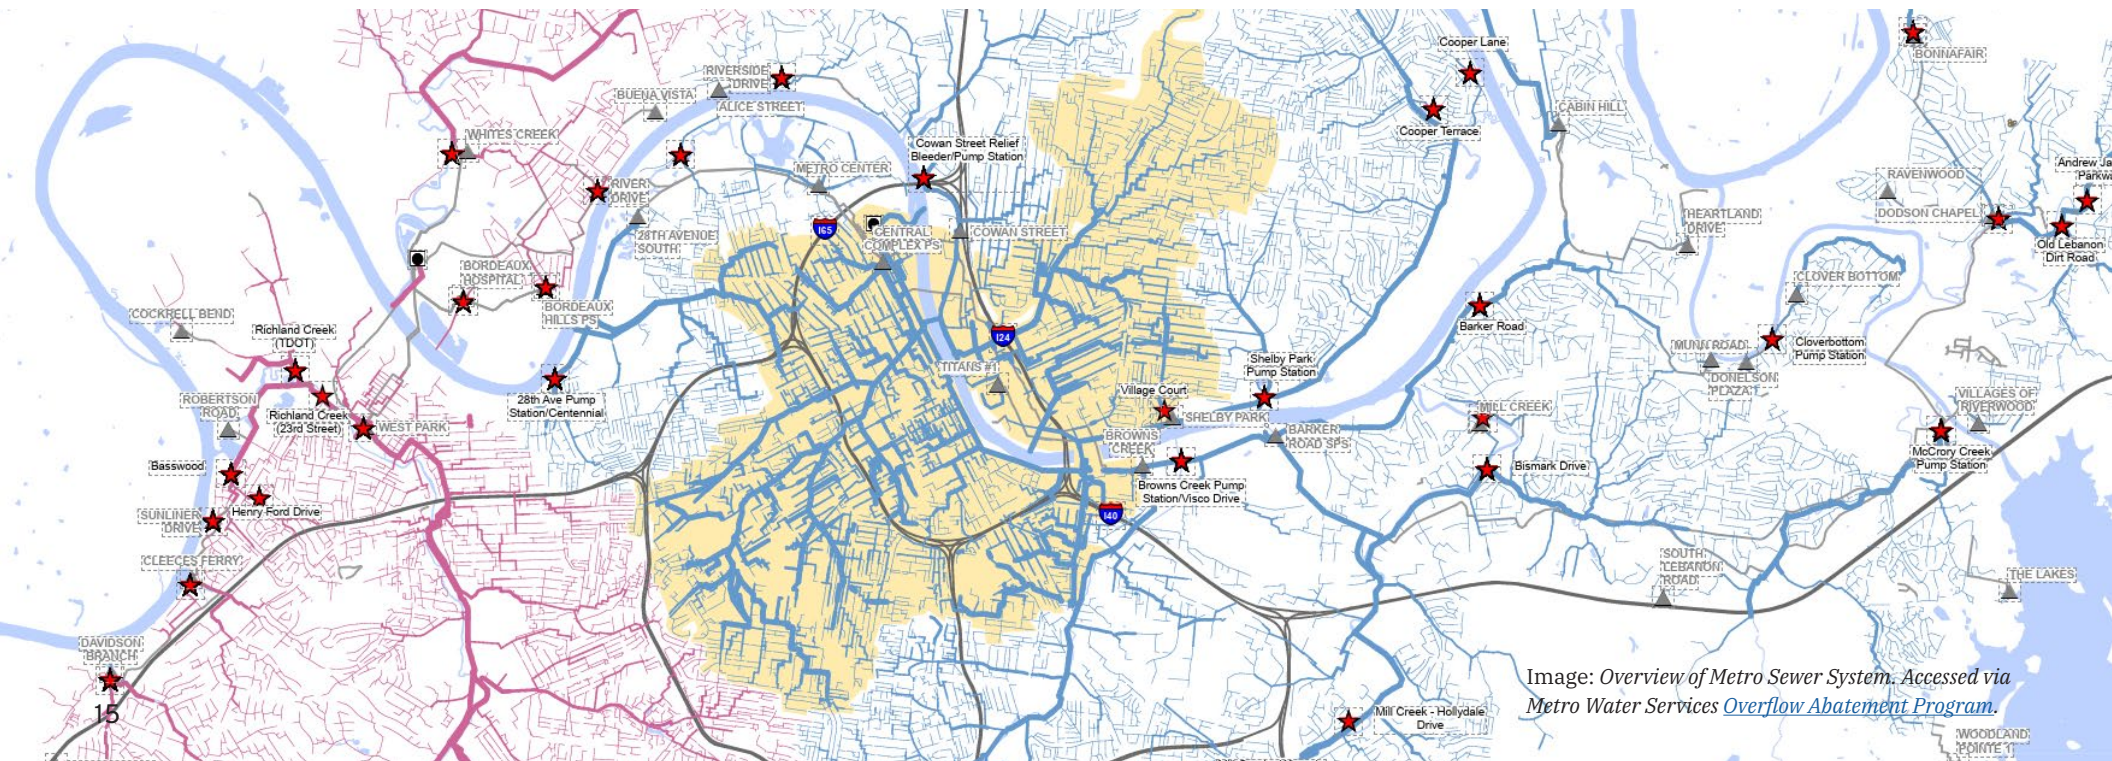 Cooper Lane
BONNAFAIR
RIVERSIDE
DRIVE
BUENA VISTA
ALICE STREET
CABIN HILL
Cooper Terrace
WHITES CREEK
Cowan Street Relief
Bleeder/Pump Station
METRO CENTER
Andrew Ja
Parkw
RAVENWOOD
RIVER
DRIVE
DODSON CHAPEL
HEARTLAND
DRIVE
28TH AVENUE
SOUTH
I65
CENTRAL
COMPLEX PS
COWAN STREET
Old Lebanon
Dirt Road
BORDEAUX
HOSPITAL
CLOVER BOTTOM
BORDEAUX
HILLS PS
COCKRELL BEND
Richland Creek
(TDOT)
Barker Road
I24
MUNN ROAD
Cloverbottom
Pump Station
Shelby Park
Pump Station
TITANS #1
DONELSON
PLAZA
Village Court
ROBERTSON
ROAD
28th Ave Pump
Station/Centennial
Richland Creek
(23rd Street)
WEST PARK
SHELBY PARK
MILL CREEK
VILLAGES OF
RIVERWOOD
BROWNS
CREEK
BARKER
ROAD SPS
McCrory Creek
Pump Station
Basswood
Bismark Drive
Browns Creek Pump
Station/Visco Drive
Henry Ford Drive
SUNLINER
DRIVE
I40
CLEECES FERRY
SOUTH
LEBANON
ROAD
THE LAKES
DAVIDSON
BRANCH
15
Image: Overview of Metro Sewer System. Accessed via
Metro Water Services Overflow Abatement Program.
Mill Creek - Hollydale
Drive
WOODLAND
POINTE 1